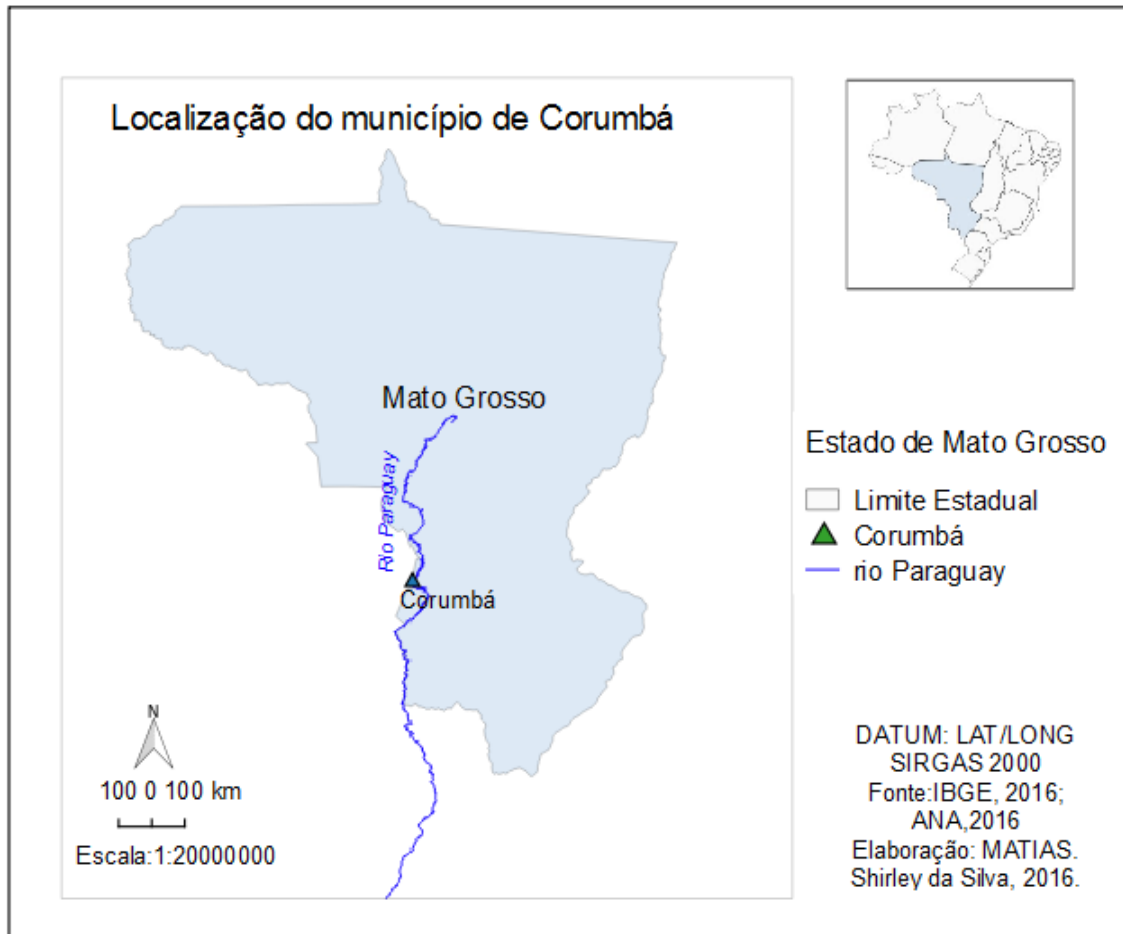 Localização do município de Corumbá
Mato Grosso
Rio Paraguay
Corumbá
N
100 0 100 km
Escala:1:20000000
Estado de Mato Grosso
Limite Estadual
Corumbá
rio Paraguay
DATUM: LAT/LONG
SIRGAS 2000
Fonte:IBGE, 2016;
ANA,2016
Elaboração: MATIAS.
Shirley da Silva, 2016.